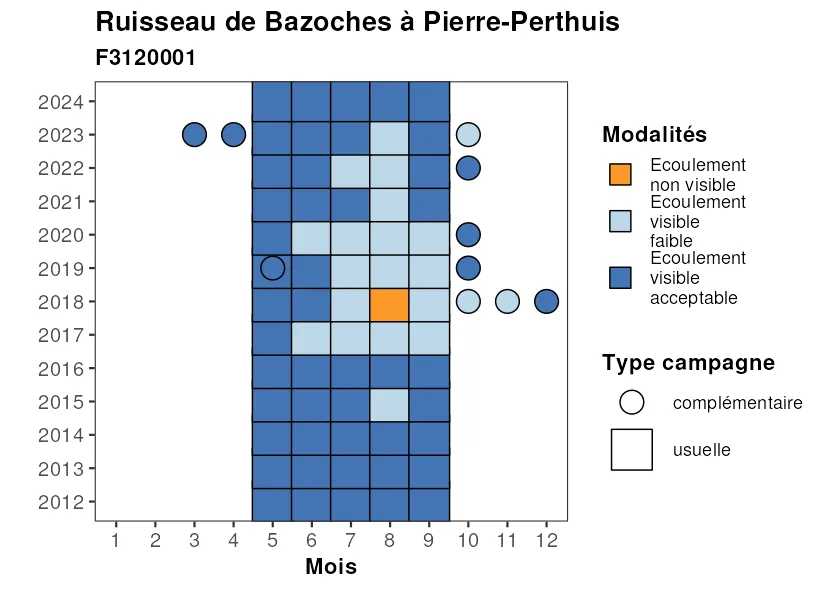 Ruisseau de Bazoches à Pierre-Perthuis
F3120001
2024
2023
2022
2021
2020
2019
2018
2017
2016
2015
2014
2013
2012
1 2 3 4 5 6 7 8 9 10 11 12
Mois
Modalités
Ecoulement
non visible
Ecoulement
visible
faible
Ecoulement
visible
acceptable
Type campagne
complémentaire
usuelle